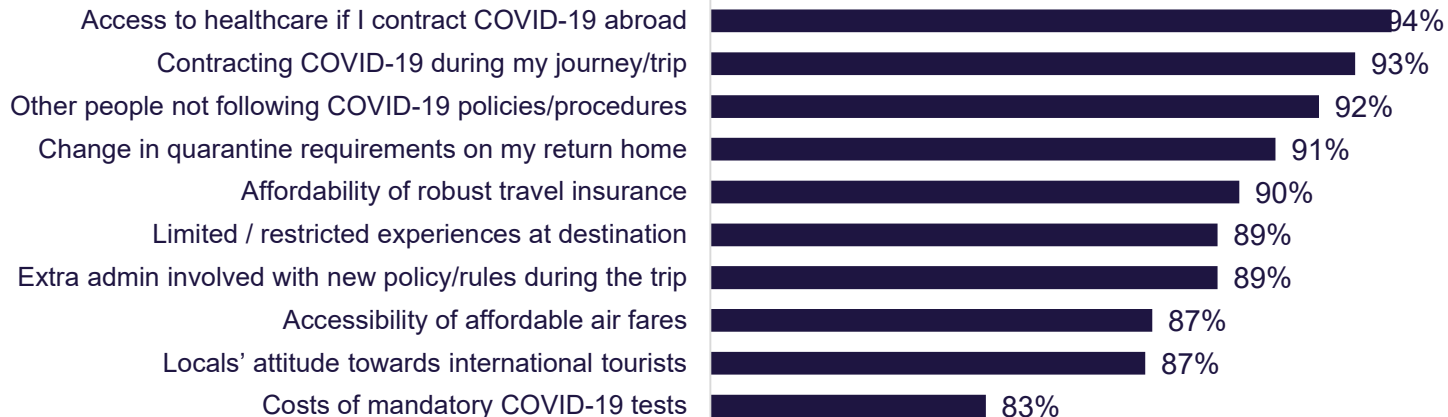 Access to healthcare if I contract COVID-19 abroad 94%
Contracting COVID-19 during my journey/trip 93%
Other people not following COVID-19 policies/procedures 92%
Change in quarantine requirements on my return home 91%
Affordability of robust travel insurance 90%
Limited / restricted experiences at destination 89%
Extra admin involved with new policy/rules during the trip 89%
Accessibility of affordable air fares 87%
Locals’ attitude towards international tourists 87%
Costs of mandatory COVID-19 tests 83%